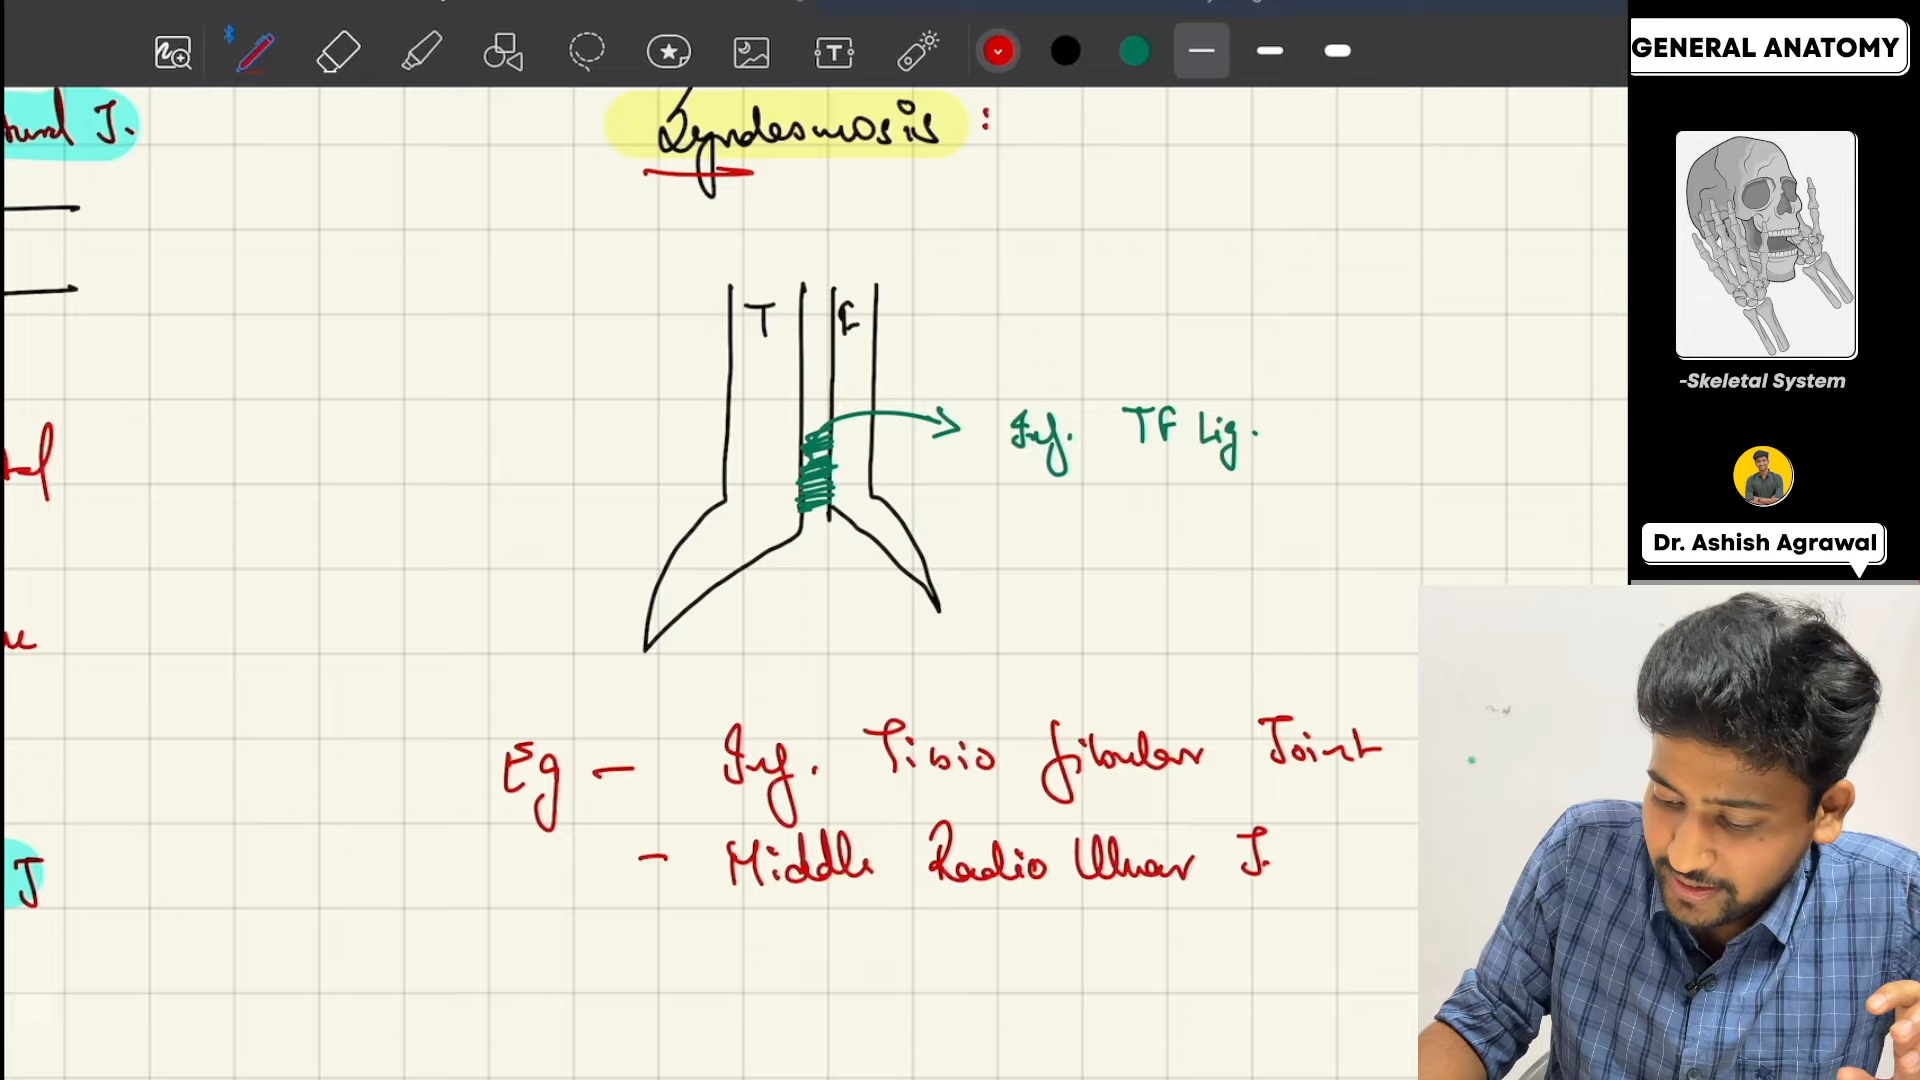 GENERAL ANATOMY
J.
Syndesmosis :
T
F
-Skeletal System
Inf. TF Lig.
Dr. Ashish Agrawal
Eg - Inf. Tibio fibular Joint
- Middle Radio Ulnar J.
J